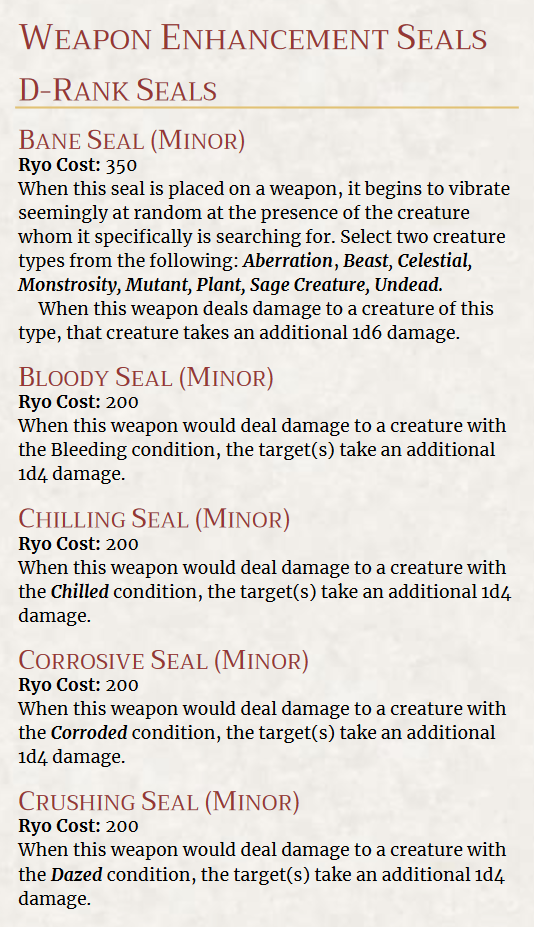 Weapon Enhancement Seals
D-Rank Seals
Bane Seal (Minor)
Ryo Cost: 350
When this seal is placed on a weapon, it begins to vibrate
seemingly at random at the presence of the creature
whom it specifically is searching for. Select two creature
types from the following: Aberration, Beast, Celestial,
Monstrosity, Mutant, Plant, Sage Creature, Undead.
When this weapon deals damage to a creature of this
type, that creature takes an additional 1d6 damage.
Bloody Seal (Minor)
Ryo Cost: 200
When this weapon would deal damage to a creature with
the Bleeding condition, the target(s) take an additional
1d4 damage.
Chilling Seal (Minor)
Ryo Cost: 200
When this weapon would deal damage to a creature with
the Chilled condition, the target(s) take an additional 1d4
damage.
Corrosive Seal (Minor)
Ryo Cost: 200
When this weapon would deal damage to a creature with
the Corroded condition, the target(s) take an additional
1d4 damage.
Crushing Seal (Minor)
Ryo Cost: 200
When this weapon would deal damage to a creature with
the Dazed condition, the target(s) take an additional 1d4
damage.